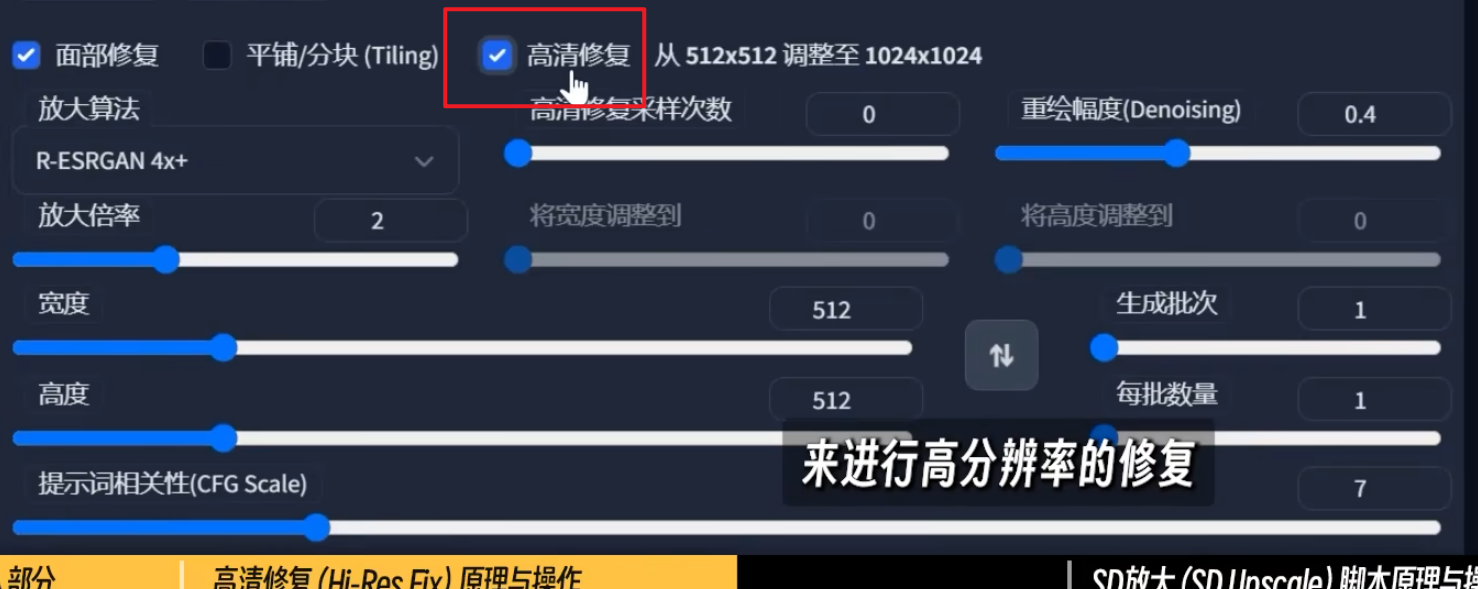 面部修复 平铺/分块 (Tiling) 高清修复 从 512x512 调整至 1024x1024
放大算法 高清修复采样次数 0 重绘幅度(Denoising) 0.4
R-ESRGAN 4x+
放大倍率 2 将宽度调整到 0 将高度调整到 0
宽度 512 生成批次 1
高度 512 每批数量 1
来进行高分辨率的修复
提示词相关性(CFG Scale) 7
部分 高清修复 (Hi-Res Fix) 原理与操作 SD放大 (SD Upscale) 脚本原理与操